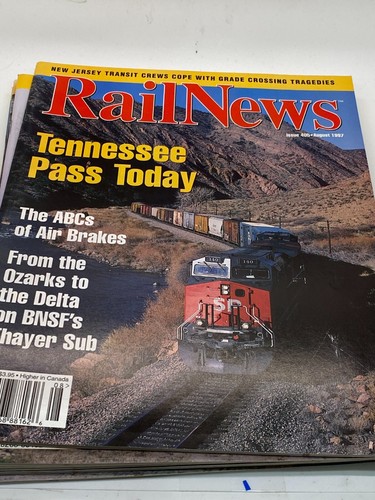 NEW JERSEY TRANSIT CREWS COPE WITH GRADE CROSSING TRAGEDIES
RailNews
Issue 405 • August 1997
Tennessee
Pass Today
The ABCs
of Air Brakes
From the
Ozarks to
the Delta
on BNSF's
Thayer Sub
SP
$3.95 • Higher in Canada
08>